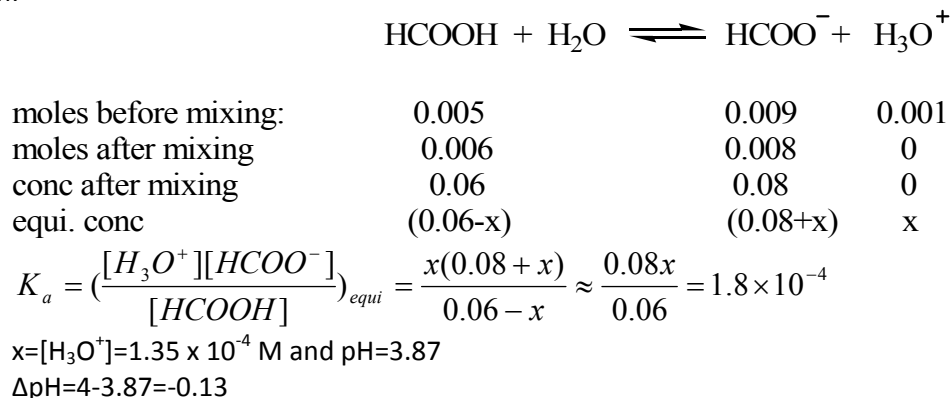 HCOOH + H₂O ⇌ HCOO⁻ + H₃O⁺
moles before mixing: 0.005 0.009 0.001
moles after mixing 0.006 0.008 0
conc after mixing 0.06 0.08 0
equi. conc (0.06-x) (0.08+x) x
K_a = ([H₃O⁺][HCOO⁻]/[HCOOH])_equi = x(0.08 + x)/(0.06 − x) ≈ 0.08x/0.06 = 1.8×10⁻⁴
x=[H₃O⁺]=1.35 x 10⁻⁴ M and pH=3.87
ΔpH=4-3.87=-0.13